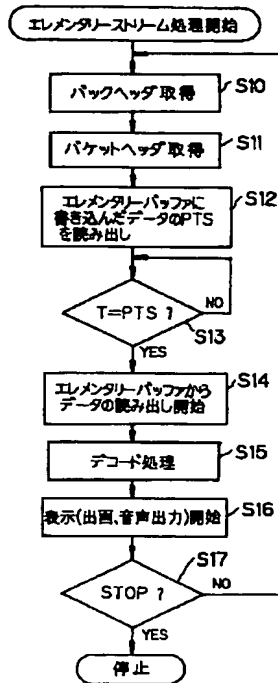 エレメンタリーストリーム処理開始
パックヘッダ取得
S10
パケットヘッダ取得
S11
エレメンタリーバッファに
書き込んだデータのPTS
を読み出し
S12
T=PTS ?
NO
S13
YES
エレメンタリーバッファから
データの読み出し開始
S14
デコード処理
S15
表示(出画、音声出力)開始
S16
S17
STOP ?
NO
YES
停止